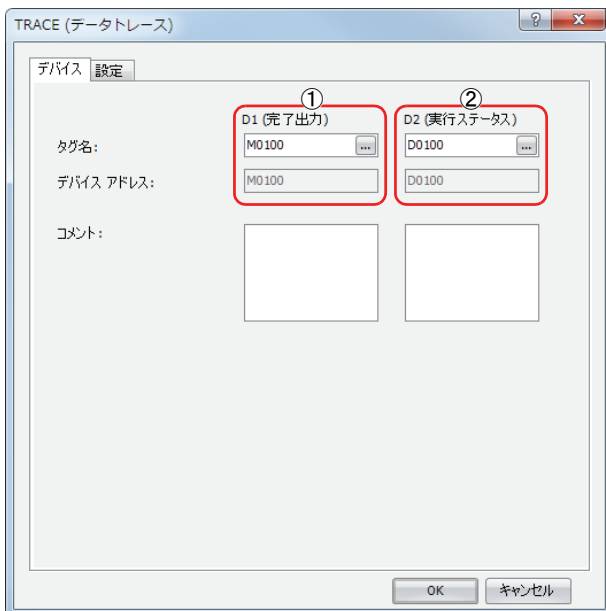 TRACE (データトレース)
?
デバイス 設定
① ②
D1 (完了出力) D2 (実行ステータス)
タグ名: M0100 ... D0100 ...
デバイス アドレス: M0100 D0100
コメント:
OK キャンセル